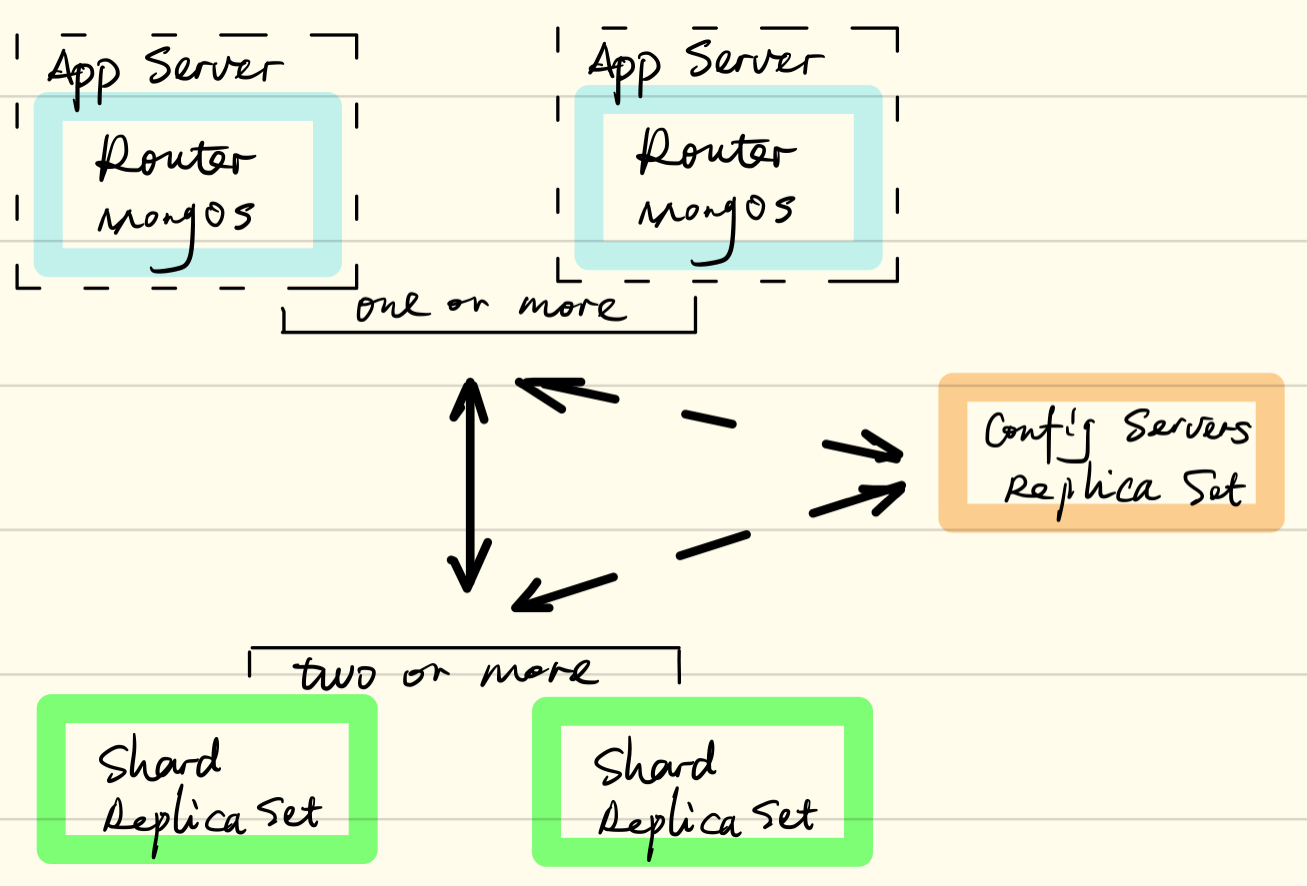 App Server
Router
mongos
App Server
Router
mongos
one or more
Config Servers
Replica Set
two or more
Shard
Replica Set
Shard
Replica Set